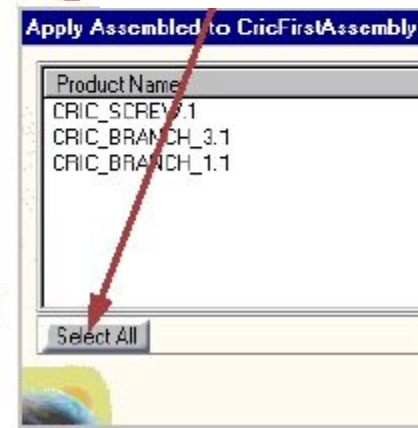 Apply Assembled to CricFirstAssembly
Product Name
CRIC_SCREW.1
CRIC_BRANCH_3.1
CRIC_BRANCH_1.1
Select All